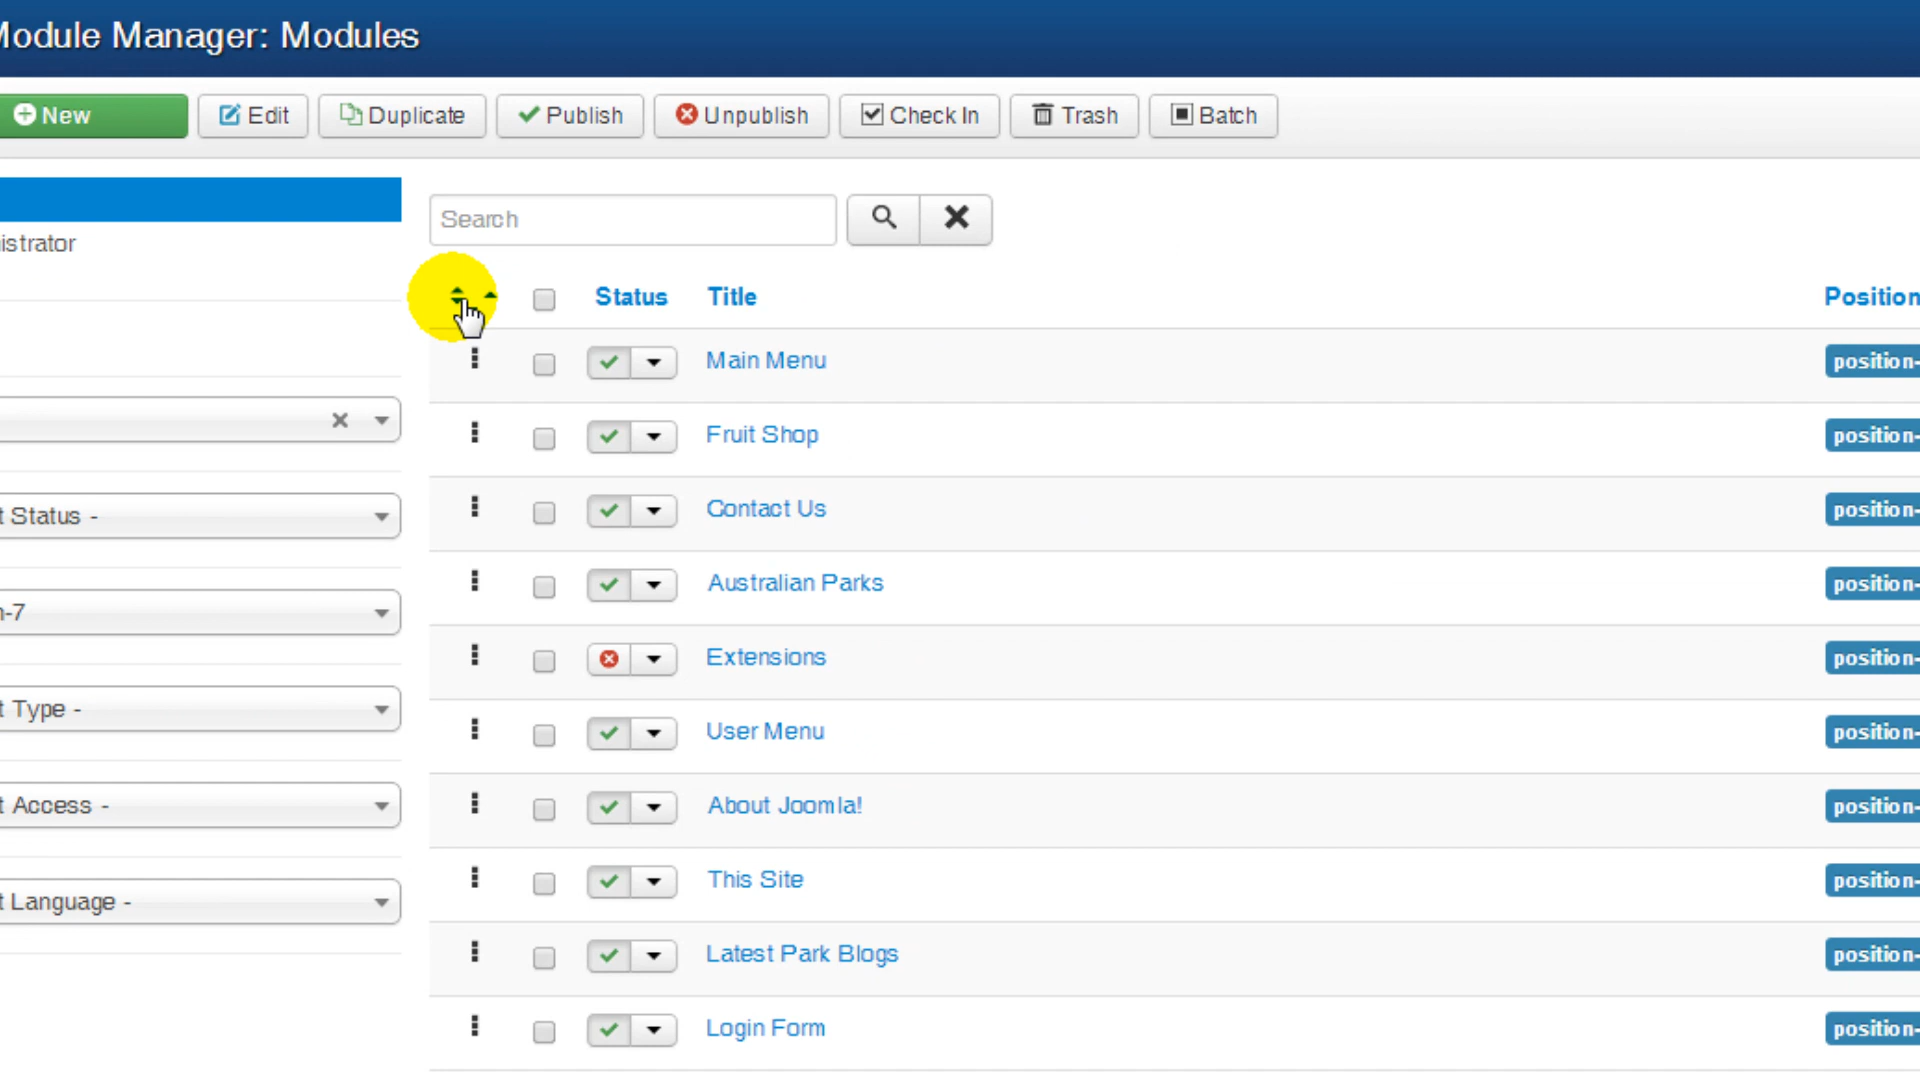 Module Manager: Modules
New Edit Duplicate Publish Unpublish Check In Trash Batch
Search
istrator
Status Title Position
Main Menu position-
Fruit Shop position-
t Status - Contact Us position-
Australian Parks position-
n-7
Extensions position-
t Type - User Menu position-
t Access - About Joomla! position-
This Site position-
t Language -
Latest Park Blogs position-
Login Form position-